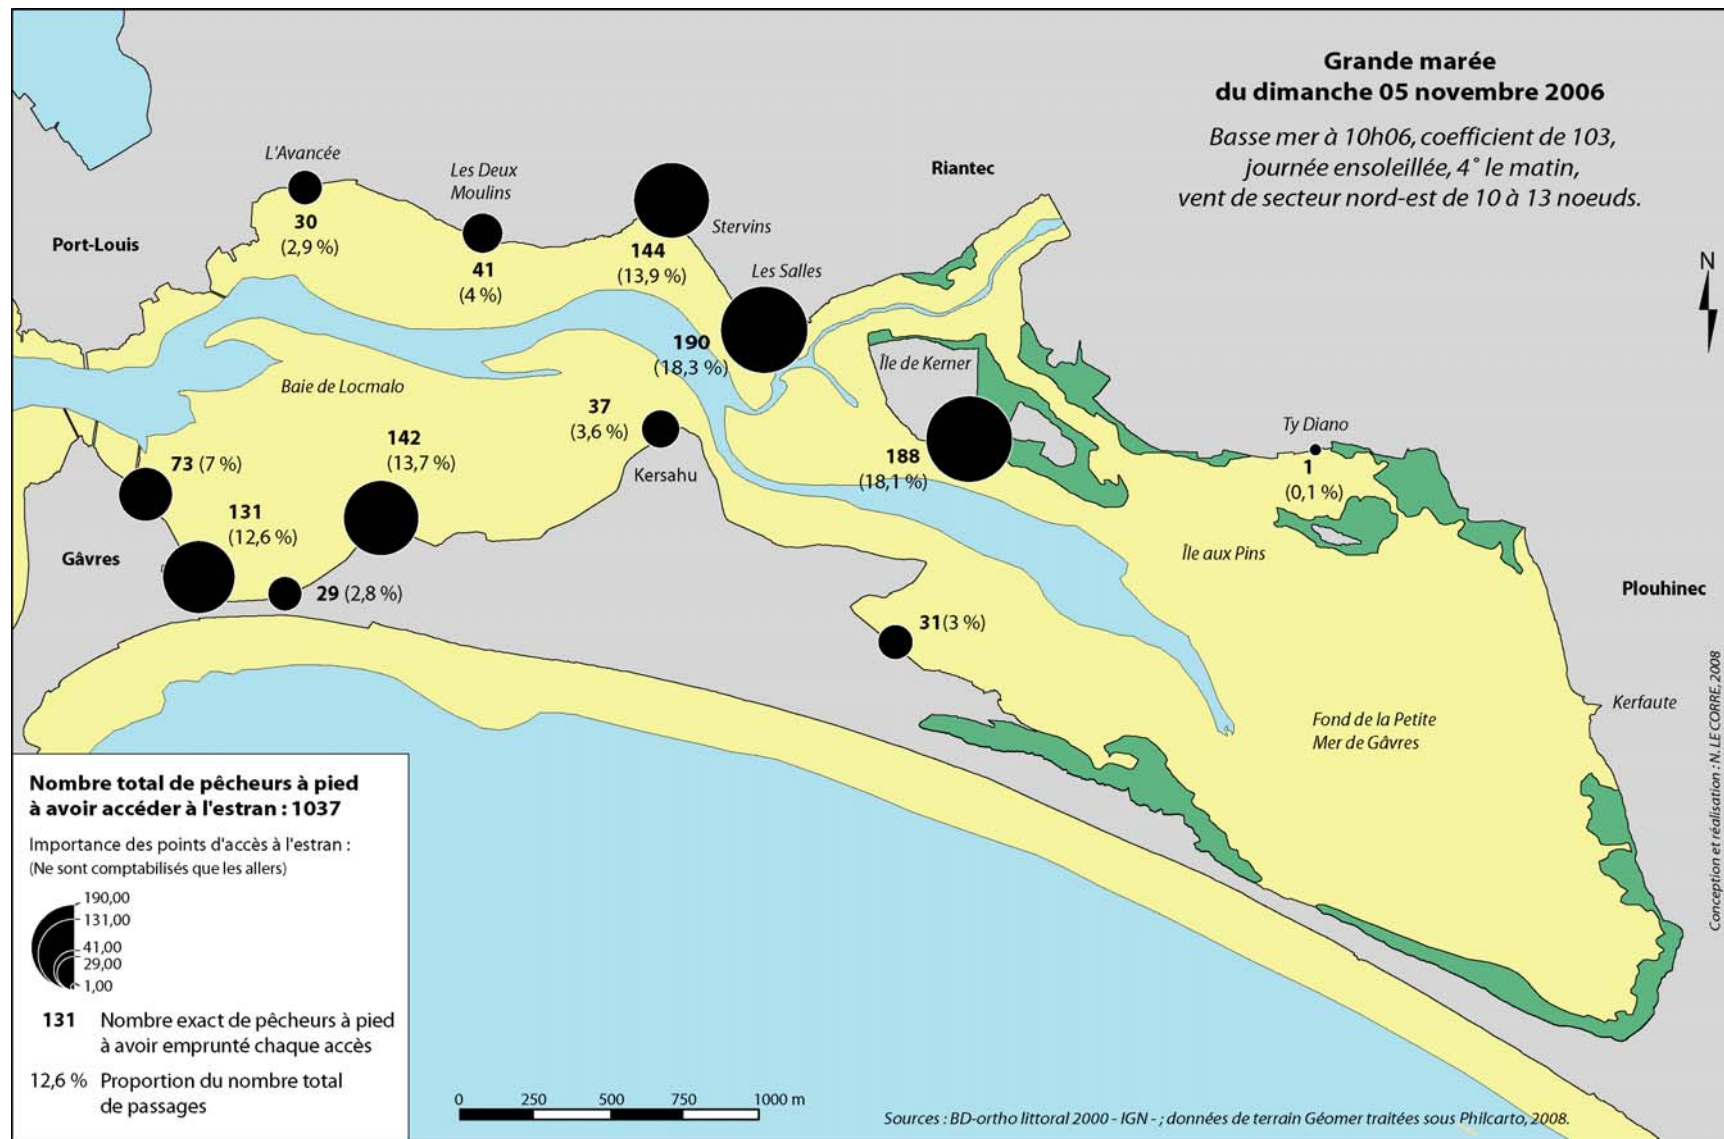 Grande marée
du dimanche 05 novembre 2006
Basse mer à 10h06, coefficient de 103,
journée ensoleillée, 4° le matin,
vent de secteur nord-est de 10 à 13 noeuds.
N
L'Avancée
30
(2,9 %)
Les Deux
Moulins
41
(4 %)
Stervins
144
(13,9 %)
Riantec
Port-Louis
Les Salles
190
(18,3 %)
Île de Kerner
188
(18,1 %)
Baie de Locmalo
37
(3,6 %)
Kersahu
142
(13,7 %)
73 (7 %)
131
(12,6 %)
Gâvres
29 (2,8 %)
31(3 %)
Ty Diano
1
(0,1 %)
Île aux Pins
Plouhinec
Kerfaute
Fond de la Petite
Mer de Gâvres
Nombre total de pêcheurs à pied
à avoir accéder à l'estran : 1037
Importance des points d'accès à l'estran :
(Ne sont comptabilisés que les allers)
190,00
131,00
41,00
29,00
1,00
131 Nombre exact de pêcheurs à pied
à avoir emprunté chaque accès
12,6 % Proportion du nombre total
de passages
0 250 500 750 1000 m
Sources : BD-ortho littoral 2000 - IGN - ; données de terrain Géomer traitées sous Philcarto, 2008.
Conception et réalisation : N. LE CORRE, 2008